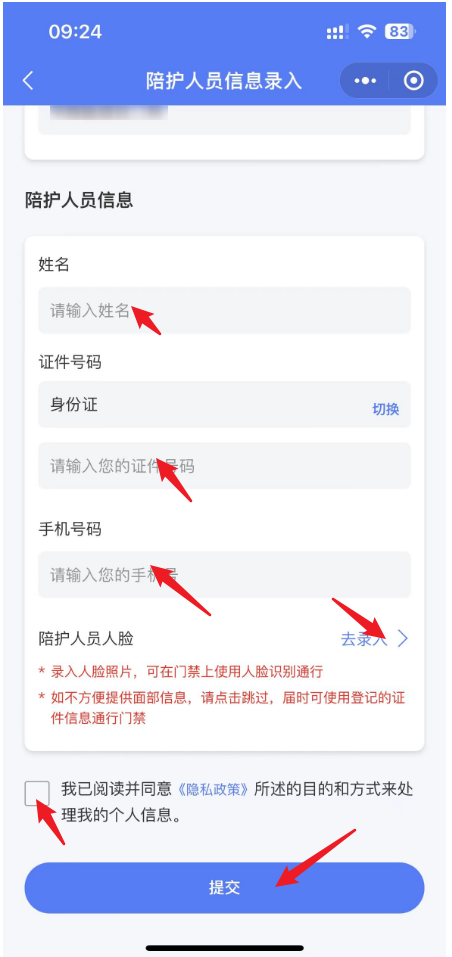 09:24
83
陪护人员信息录入
陪护人员信息
姓名
请输入姓名
证件号码
身份证
切换
请输入您的证件号码
手机号码
请输入您的手机号
陪护人员人脸
去录入
* 录入人脸照片，可在门禁上使用人脸识别通行
* 如不方便提供面部信息，请点击跳过，届时可使用登记的证
件信息通行门禁
我已阅读并同意《隐私政策》所述的目的和方式来处
理我的个人信息。
提交